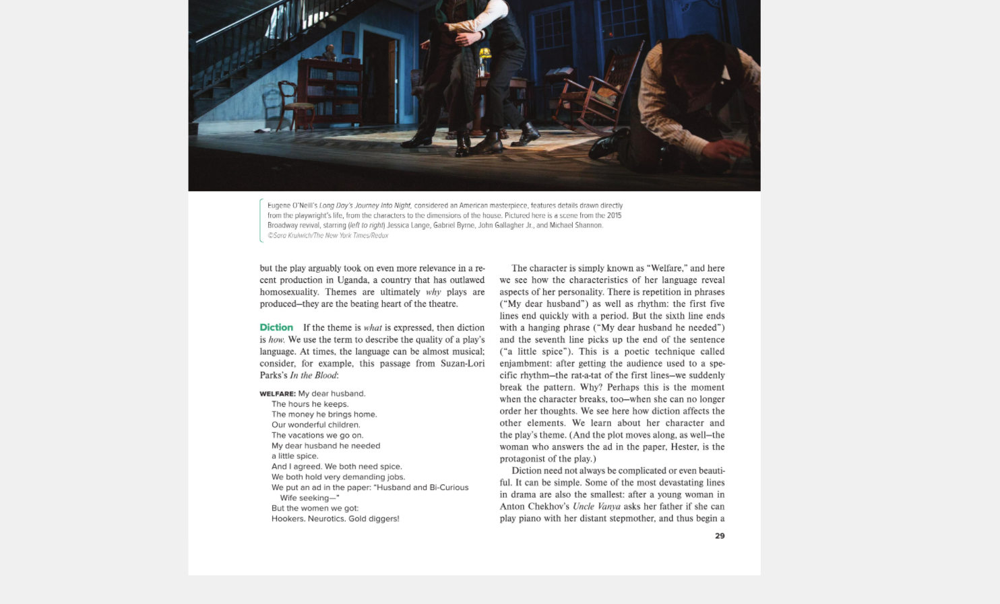 Eugene O'Neill's Long Day's Journey Into Night, considered an American masterpiece, features details drawn directly
from the playwright's life, from the characters to the dimensions of the house. Pictured here is a scene from the 2015
Broadway revival, starring (left to right) Jessica Lange, Gabriel Byrne, John Gallagher Jr., and Michael Shannon.
©Sara Krulwich/The New York Times/Redux
but the play arguably took on even more relevance in a re-
cent production in Uganda, a country that has outlawed
homosexuality. Themes are ultimately why plays are
produced—they are the beating heart of the theatre.
Diction If the theme is what is expressed, then diction
is how. We use the term to describe the quality of a play's
language. At times, the language can be almost musical;
consider, for example, this passage from Suzan-Lori
Parks's In the Blood:
WELFARE: My dear husband.
The hours he keeps.
The money he brings home.
Our wonderful children.
The vacations we go on.
My dear husband he needed
a little spice.
And I agreed. We both need spice.
We both hold very demanding jobs.
We put an ad in the paper: “Husband and Bi-Curious
Wife seeking—”
But the women we got:
Hookers. Neurotics. Gold diggers!
The character is simply known as “Welfare,” and here
we see how the characteristics of her language reveal
aspects of her personality. There is repetition in phrases
(“My dear husband”) as well as rhythm: the first five
lines end quickly with a period. But the sixth line ends
with a hanging phrase (“My dear husband he needed”)
and the seventh line picks up the end of the sentence
(“a little spice”). This is a poetic technique called
enjambment: after getting the audience used to a spe-
cific rhythm—the rat-a-tat of the first lines—we suddenly
break the pattern. Why? Perhaps this is the moment
when the character breaks, too—when she can no longer
order her thoughts. We see here how diction affects the
other elements. We learn about her character and
the play's theme. (And the plot moves along, as well—the
woman who answers the ad in the paper, Hester, is the
protagonist of the play.)
Diction need not always be complicated or even beauti-
ful. It can be simple. Some of the most devastating lines
in drama are also the smallest: after a young woman in
Anton Chekhov's Uncle Vanya asks her father if she can
play piano with her distant stepmother, and thus begin a
29